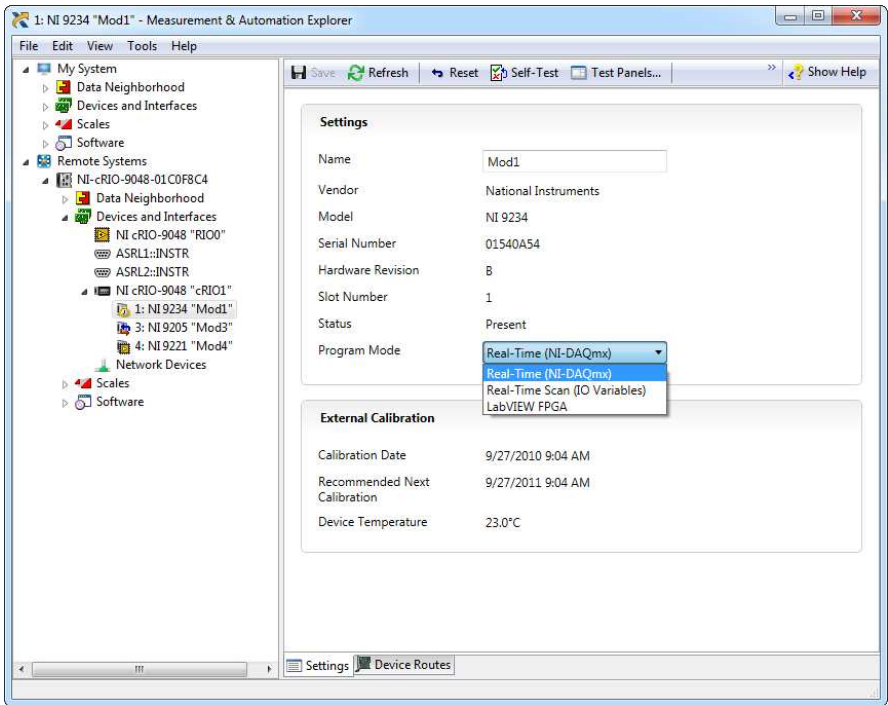 1: NI 9234 "Mod1" - Measurement & Automation Explorer
File Edit View Tools Help
My System
Data Neighborhood
Devices and Interfaces
Scales
Software
Remote Systems
NI-cRIO-9048-01C0F8C4
Data Neighborhood
Devices and Interfaces
NI cRIO-9048 "RIO0"
ASRL1::INSTR
ASRL2::INSTR
NI cRIO-9048 "cRIO1"
1: NI 9234 "Mod1"
3: NI 9205 "Mod3"
4: NI 9221 "Mod4"
Network Devices
Scales
Software
Save Refresh Reset Self-Test Test Panels... » Show Help
Settings
Name Mod1
Vendor National Instruments
Model NI 9234
Serial Number 01540A54
Hardware Revision B
Slot Number 1
Status Present
Program Mode Real-Time (NI-DAQmx)
Real-Time (NI-DAQmx)
Real-Time Scan (IO Variables)
LabVIEW FPGA
External Calibration
Calibration Date 9/27/2010 9:04 AM
Recommended Next 9/27/2011 9:04 AM
Calibration
Device Temperature 23.0°C
Settings Device Routes